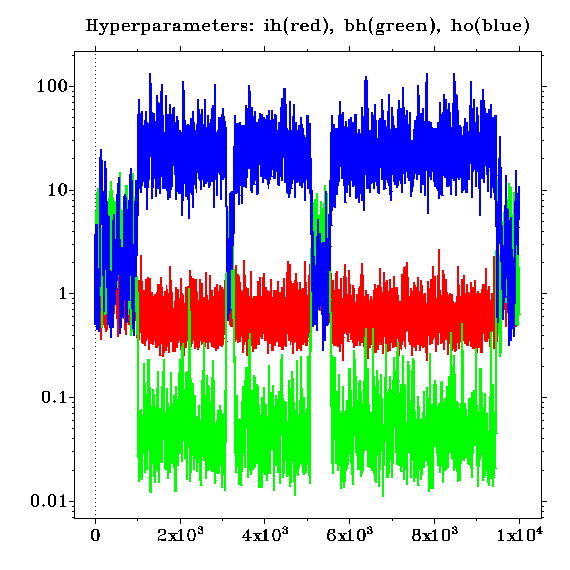 Hyperparameters: ih(red), bh(green), ho(blue)
100
10
1
0.1
0.01
0 2x10³ 4x10³ 6x10³ 8x10³ 1x10⁴